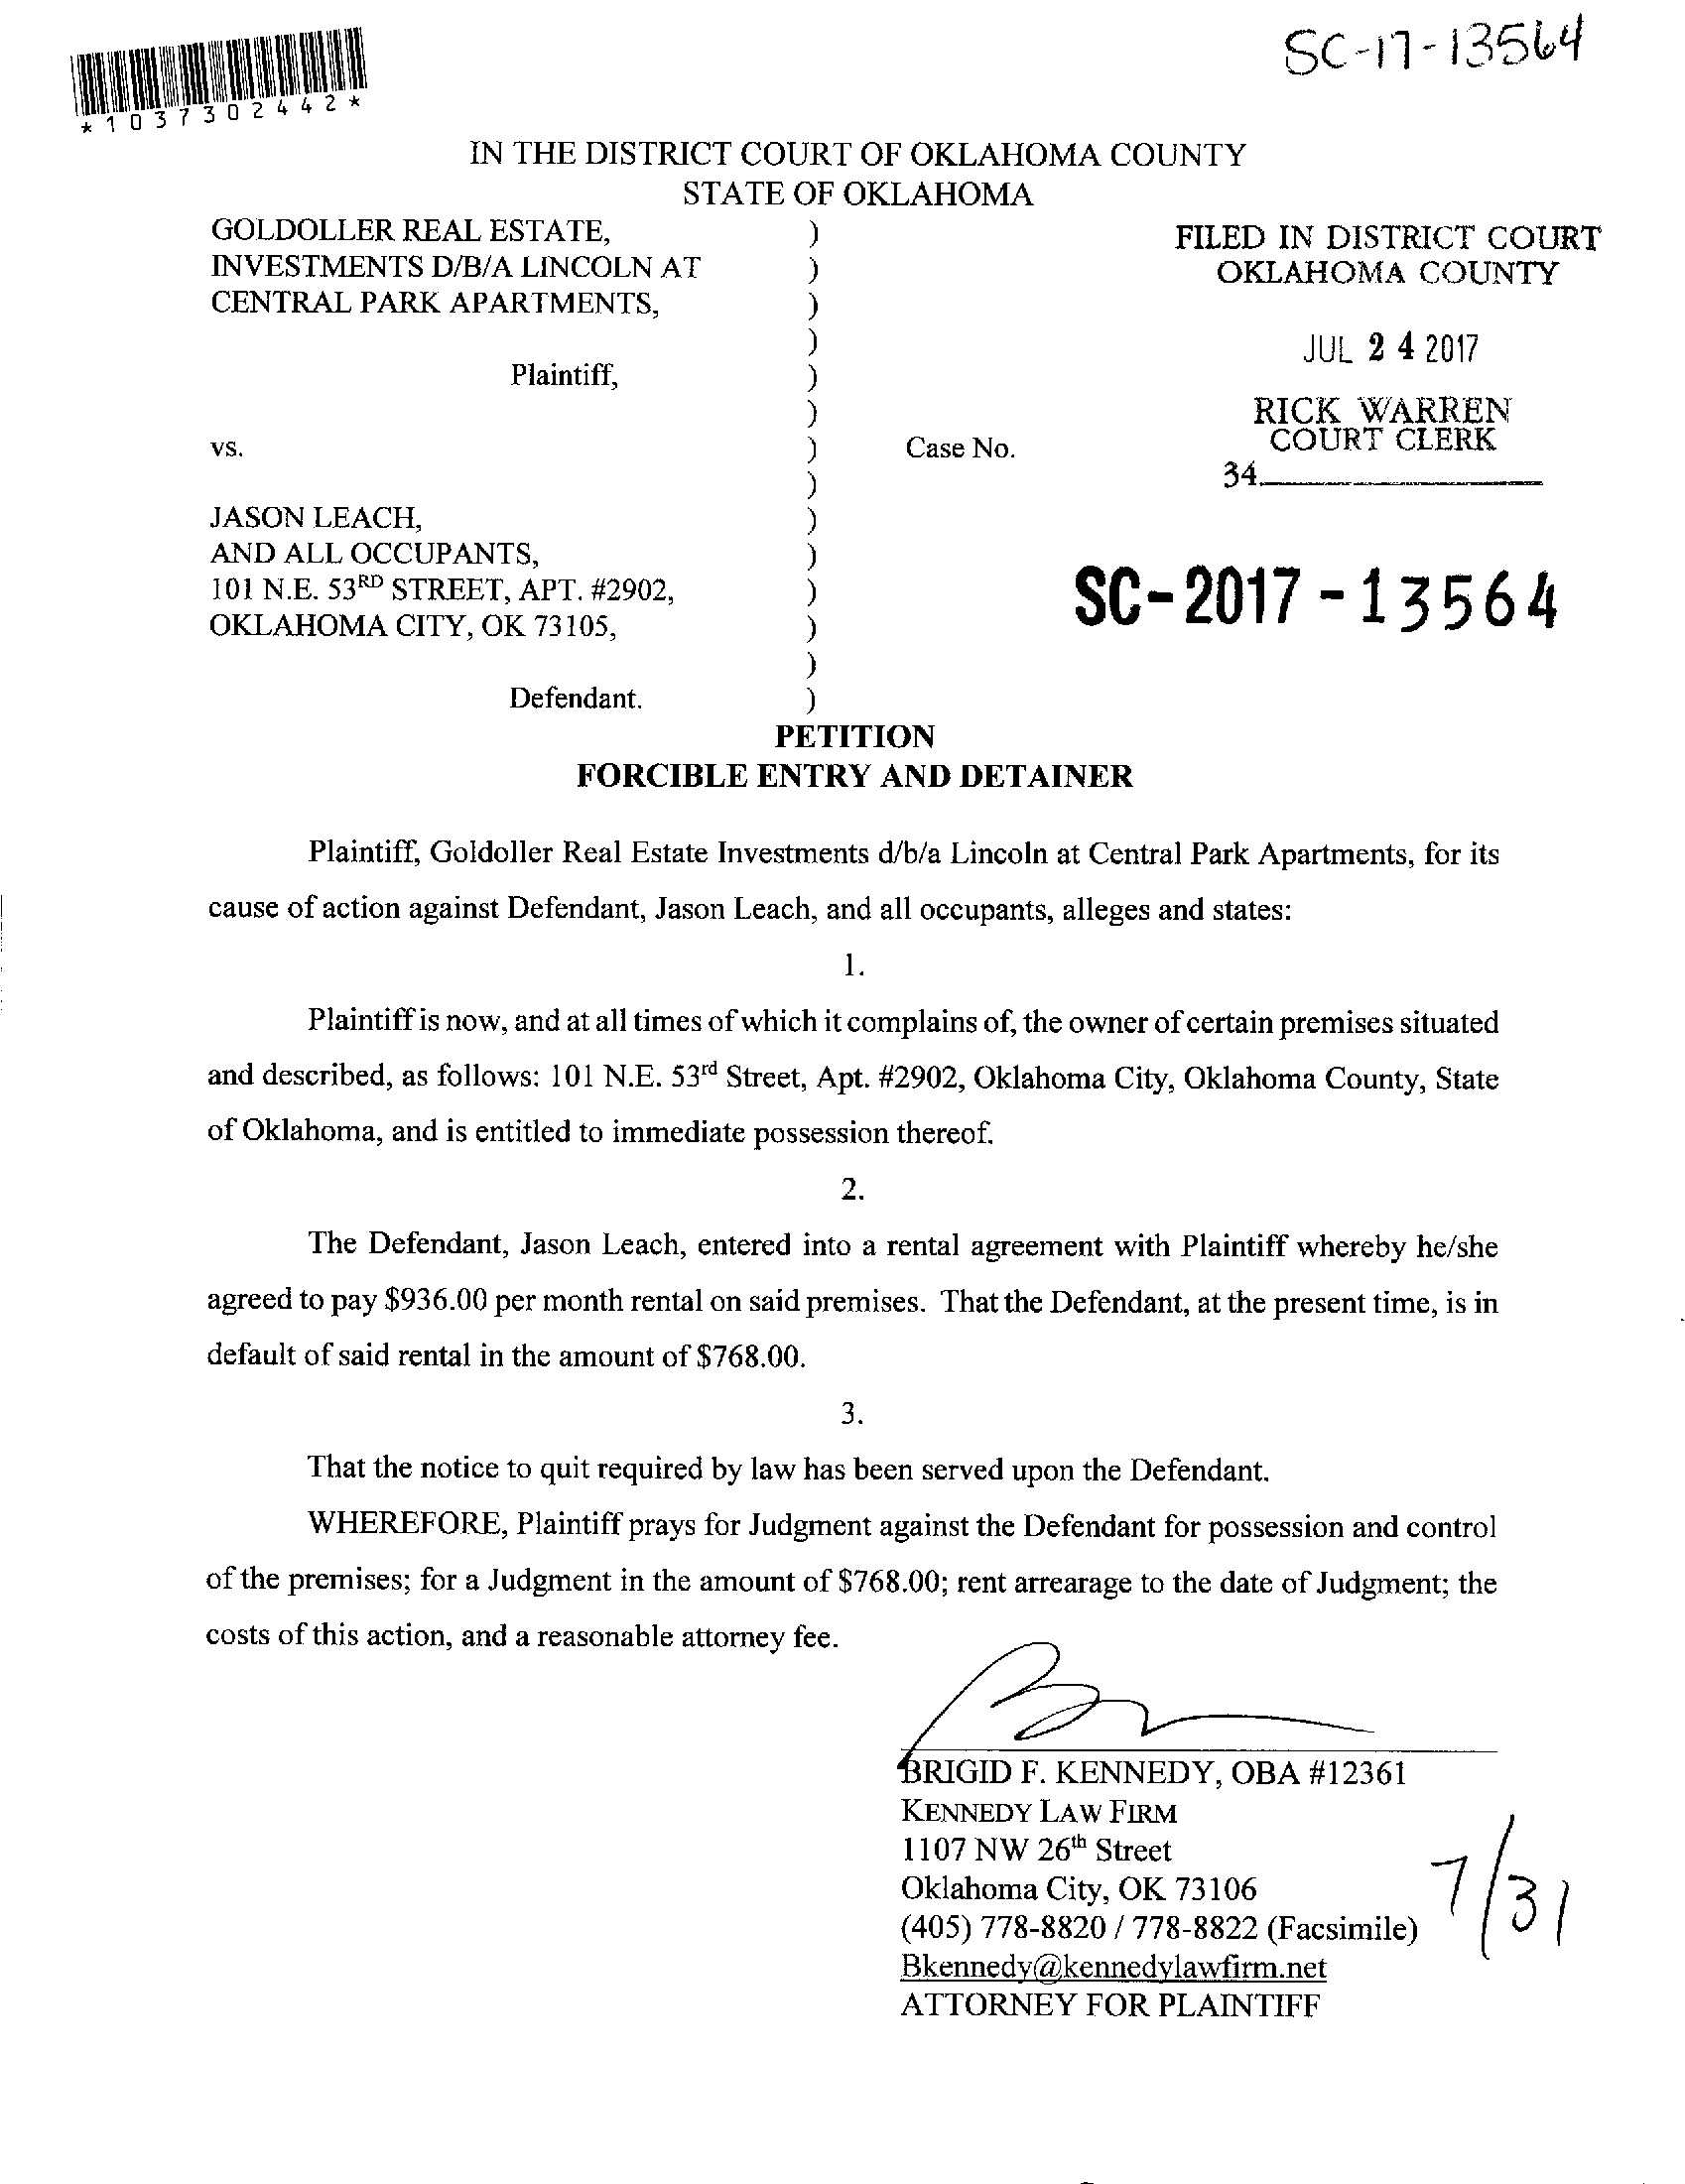 SC-17-13564
*1037302442*
IN THE DISTRICT COURT OF OKLAHOMA COUNTY
STATE OF OKLAHOMA
GOLDOLLER REAL ESTATE, )
INVESTMENTS D/B/A LINCOLN AT )
CENTRAL PARK APARTMENTS, )
)
Plaintiff, )
)
vs. ) Case No.
)
JASON LEACH, )
AND ALL OCCUPANTS, )
101 N.E. 53RD STREET, APT. #2902, )
OKLAHOMA CITY, OK 73105, )
)
Defendant. )
FILED IN DISTRICT COURT
OKLAHOMA COUNTY
JUL 24 2017
RICK WARREN
COURT CLERK
34
SC-2017-13564
PETITION
FORCIBLE ENTRY AND DETAINER
Plaintiff, Goldoller Real Estate Investments d/b/a Lincoln at Central Park Apartments, for its
cause of action against Defendant, Jason Leach, and all occupants, alleges and states:
1.
Plaintiff is now, and at all times of which it complains of, the owner of certain premises situated
and described, as follows: 101 N.E. 53rd Street, Apt. #2902, Oklahoma City, Oklahoma County, State
of Oklahoma, and is entitled to immediate possession thereof.
2.
The Defendant, Jason Leach, entered into a rental agreement with Plaintiff whereby he/she
agreed to pay $936.00 per month rental on said premises. That the Defendant, at the present time, is in
default of said rental in the amount of $768.00.
3.
That the notice to quit required by law has been served upon the Defendant.
WHEREFORE, Plaintiff prays for Judgment against the Defendant for possession and control
of the premises; for a Judgment in the amount of $768.00; rent arrearage to the date of Judgment; the
costs of this action, and a reasonable attorney fee.
BRIGID F. KENNEDY, OBA #12361
KENNEDY LAW FIRM
1107 NW 26th Street
Oklahoma City, OK 73106
(405) 778-8820 / 778-8822 (Facsimile)
Bkennedy@kennedylawfirm.net
ATTORNEY FOR PLAINTIFF
7/31